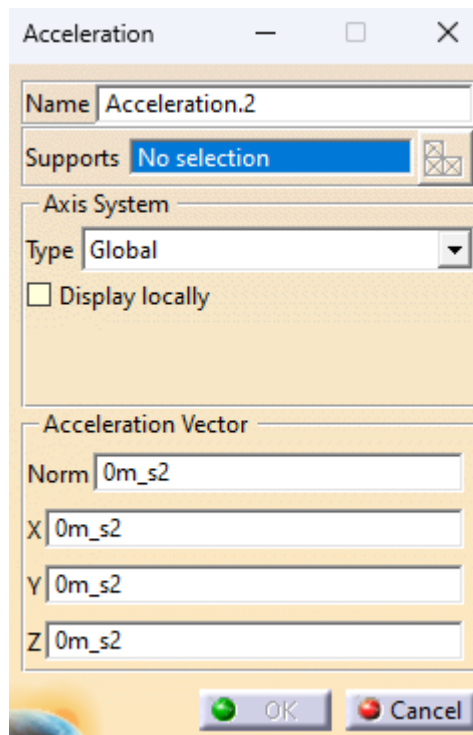 Acceleration
Name Acceleration.2
Supports No selection
Axis System
Type Global
Display locally
Acceleration Vector
Norm 0m_s2
X 0m_s2
Y 0m_s2
Z 0m_s2
OK Cancel